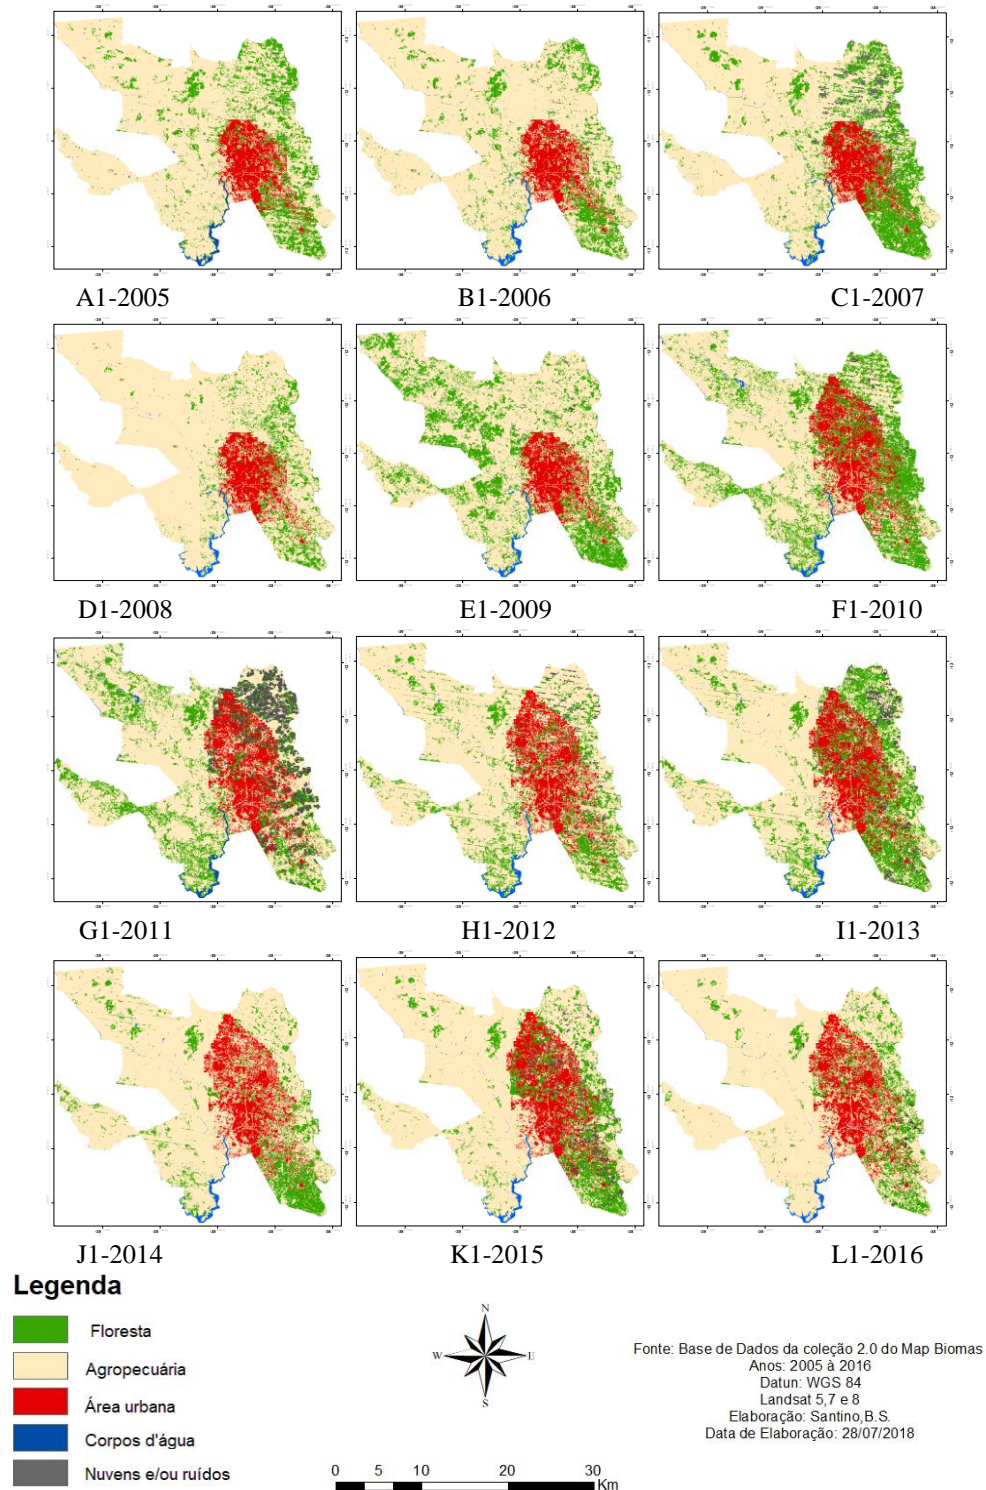 A1-2005
B1-2006
C1-2007
D1-2008
E1-2009
F1-2010
G1-2011
H1-2012
I1-2013
J1-2014
K1-2015
L1-2016
Legenda
Floresta
Agropecuária
Área urbana
Corpos d'água
Nuvens e/ou ruídos
N
W
E
S
0 5 10 20 30
Km
Fonte: Base de Dados da coleção 2.0 do Map Biomas
Anos: 2005 à 2016
Datun: WGS 84
Landsat 5,7 e 8
Elaboração: Santino,B.S.
Data de Elaboração: 28/07/2018